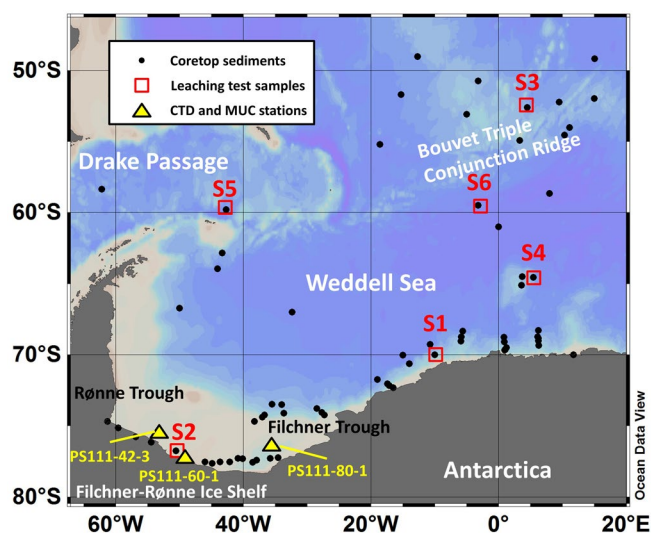 50°S
60°S
70°S
80°S
Coretop sediments
Leaching test samples
CTD and MUC stations
S3
Bouvet Triple
Conjunction Ridge
Drake Passage
S5
S6
S4
Weddell Sea
S1
Rønne Trough
S2
Filchner Trough
PS111-42-3
PS111-60-1
PS111-80-1
Antarctica
Filchner-Rønne Ice Shelf
60°W
40°W
20°W
0°
20°E
Ocean Data View